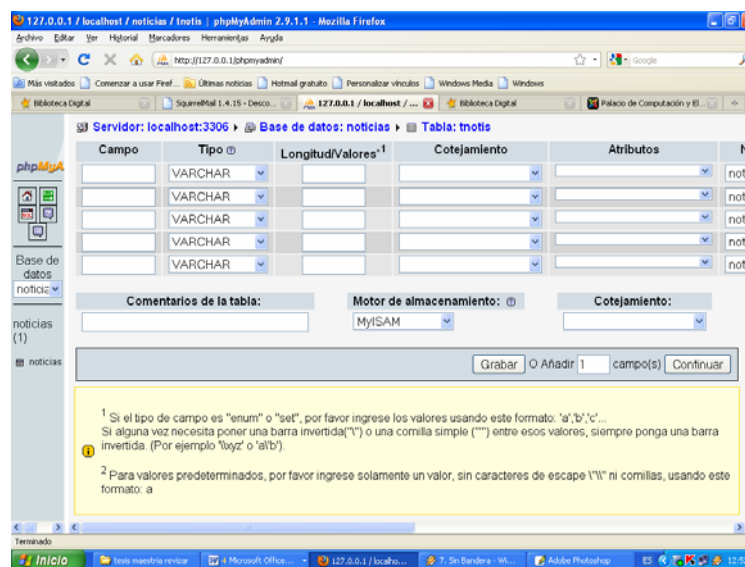 127.0.0.1 / localhost / noticias / tnotis | phpMyAdmin 2.9.1.1 - Mozilla Firefox
Archivo Editar Ver Historial Marcadores Herramientas Ayuda
http://127.0.0.1/phpmyadmin/ Google
Más visitados Comenzar a usar Firef... Últimas noticias Hotmail gratuito Personalizar vínculos Windows Media Windows
Biblioteca Digital SquirrelMail 1.4.15 - Desco... 127.0.0.1 / localhost / ... Biblioteca Digital Palacio de Computación y El...
Servidor: localhost:3306 Base de datos: noticias Tabla: tnotis
Campo Tipo Longitud/Valores*1 Cotejamiento Atributos N
phpMyA
VARCHAR not
VARCHAR not
VARCHAR not
VARCHAR not
VARCHAR not
Base de
datos
noticia
noticias
(1)
noticias
Comentarios de la tabla: Motor de almacenamiento: Cotejamiento:
MyISAM
Grabar O Añadir 1 campo(s) Continuar
1 Si el tipo de campo es "enum" o "set", por favor ingrese los valores usando este formato: 'a','b','c'...
Si alguna vez necesita poner una barra invertida("\") o una comilla simple ("'") entre esos valores, siempre ponga una barra
invertida. (Por ejemplo '\\xyz' o 'a\'b').
2 Para valores predeterminados, por favor ingrese solamente un valor, sin caracteres de escape \"\\" ni comillas, usando este
formato: a
Terminado
Inicio tesis maestria revizar 4 Microsoft Office... 127.0.0.1 / localho... 7. Sin Bandera - Wi... Adobe Photoshop ES